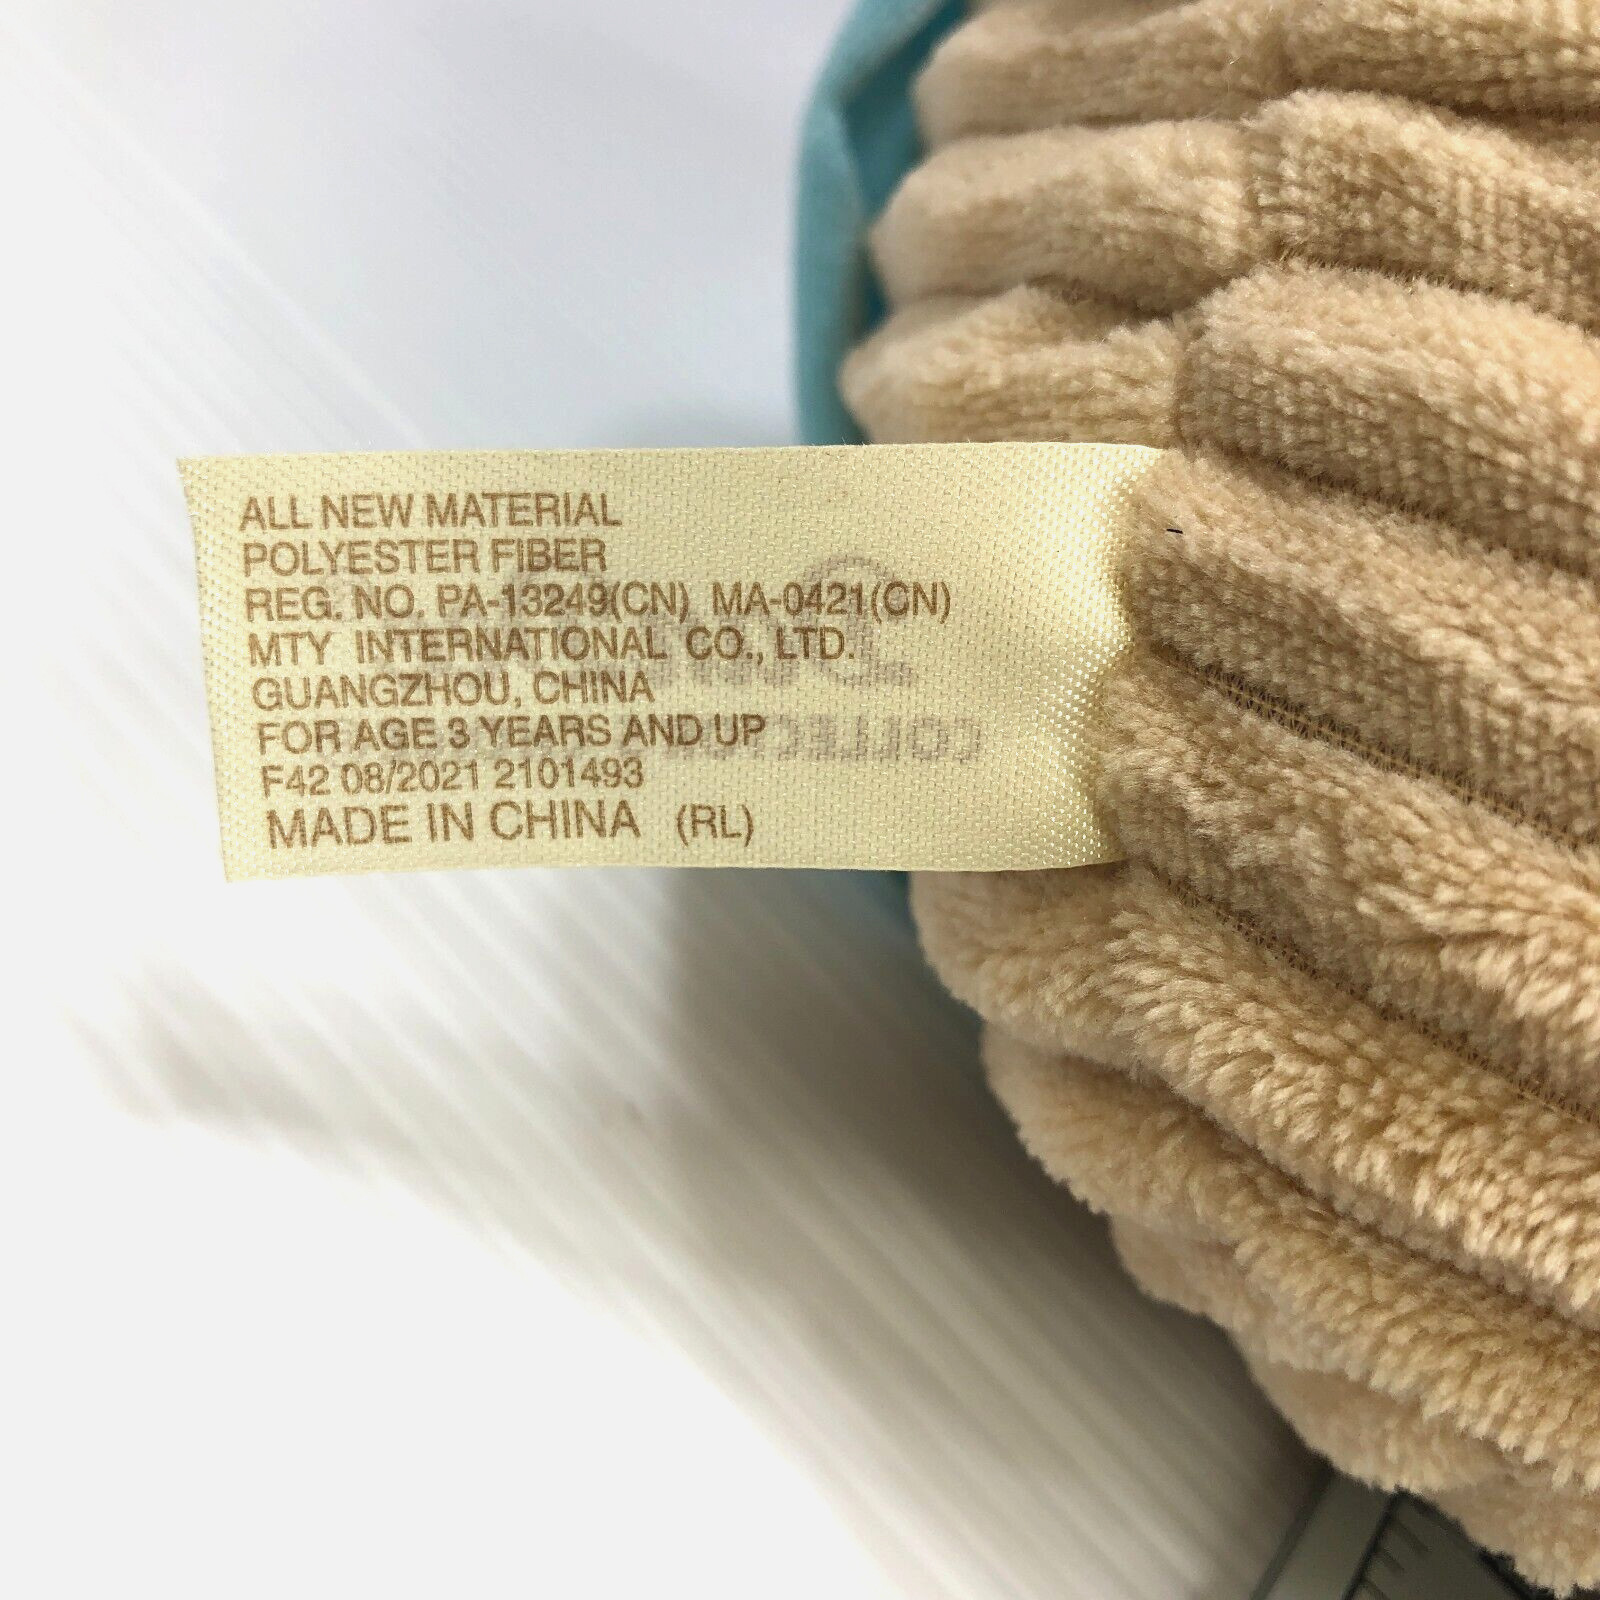 ALL NEW MATERIAL
POLYESTER FIBER
REG. NO. PA-13249(CN) MA-0421(CN)
MTY INTERNATIONAL CO., LTD.
GUANGZHOU, CHINA
FOR AGE 3 YEARS AND UP
F42 08/2021 2101493
MADE IN CHINA (RL)